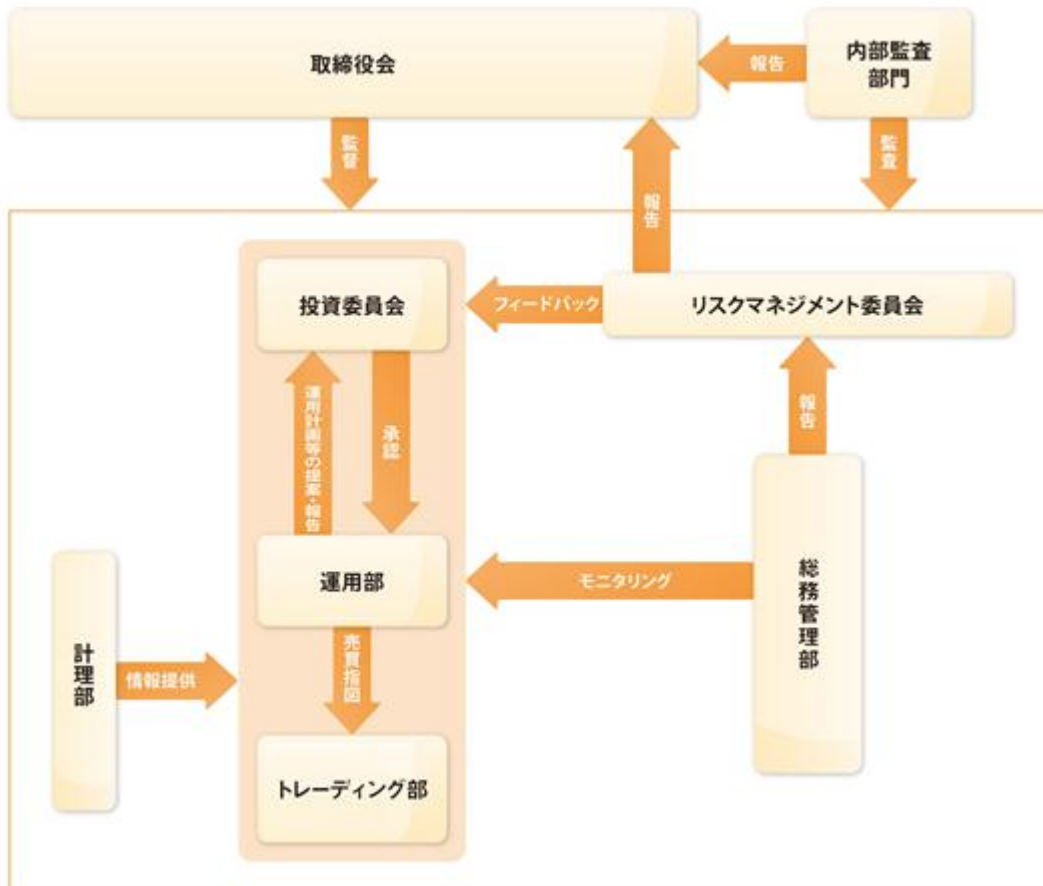 取締役会
報告
内部監査
部門
監督
監査
報告
投資委員会
フィードバック
リスクマネジメント委員会
運用計画等の提案・報告
承認
報告
運用部
モニタリング
総務管理部
売買指図
計理部
情報提供
トレーディング部